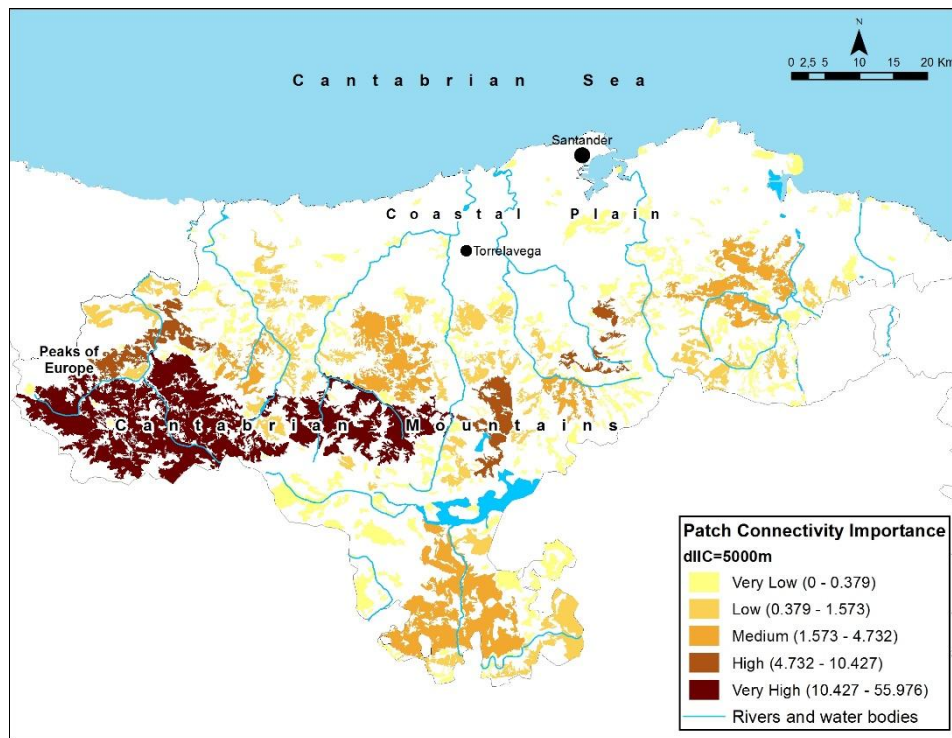 N
0 2,5 5 10 15 20 Km
Cantabrian Sea
Santander
Coastal Plain
Torrelavega
Peaks of
Europe
Cantabrian Mountains
Patch Connectivity Importance
dIIC=5000m
Very Low (0 - 0.379)
Low (0.379 - 1.573)
Medium (1.573 - 4.732)
High (4.732 - 10.427)
Very High (10.427 - 55.976)
Rivers and water bodies